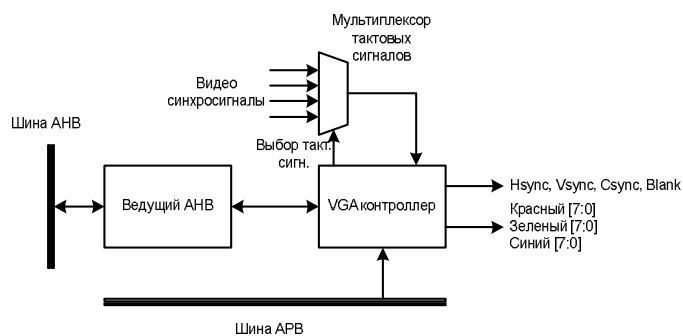 Мультиплексор
тактовых
сигналов
Видео
синхросигналы
Шина AHB
Выбор такт.
сигн.
Ведущий AHB
VGA контроллер
Hsync, Vsync, Csync, Blank
Красный [7:0]
Зеленый [7:0]
Синий [7:0]
Шина APB